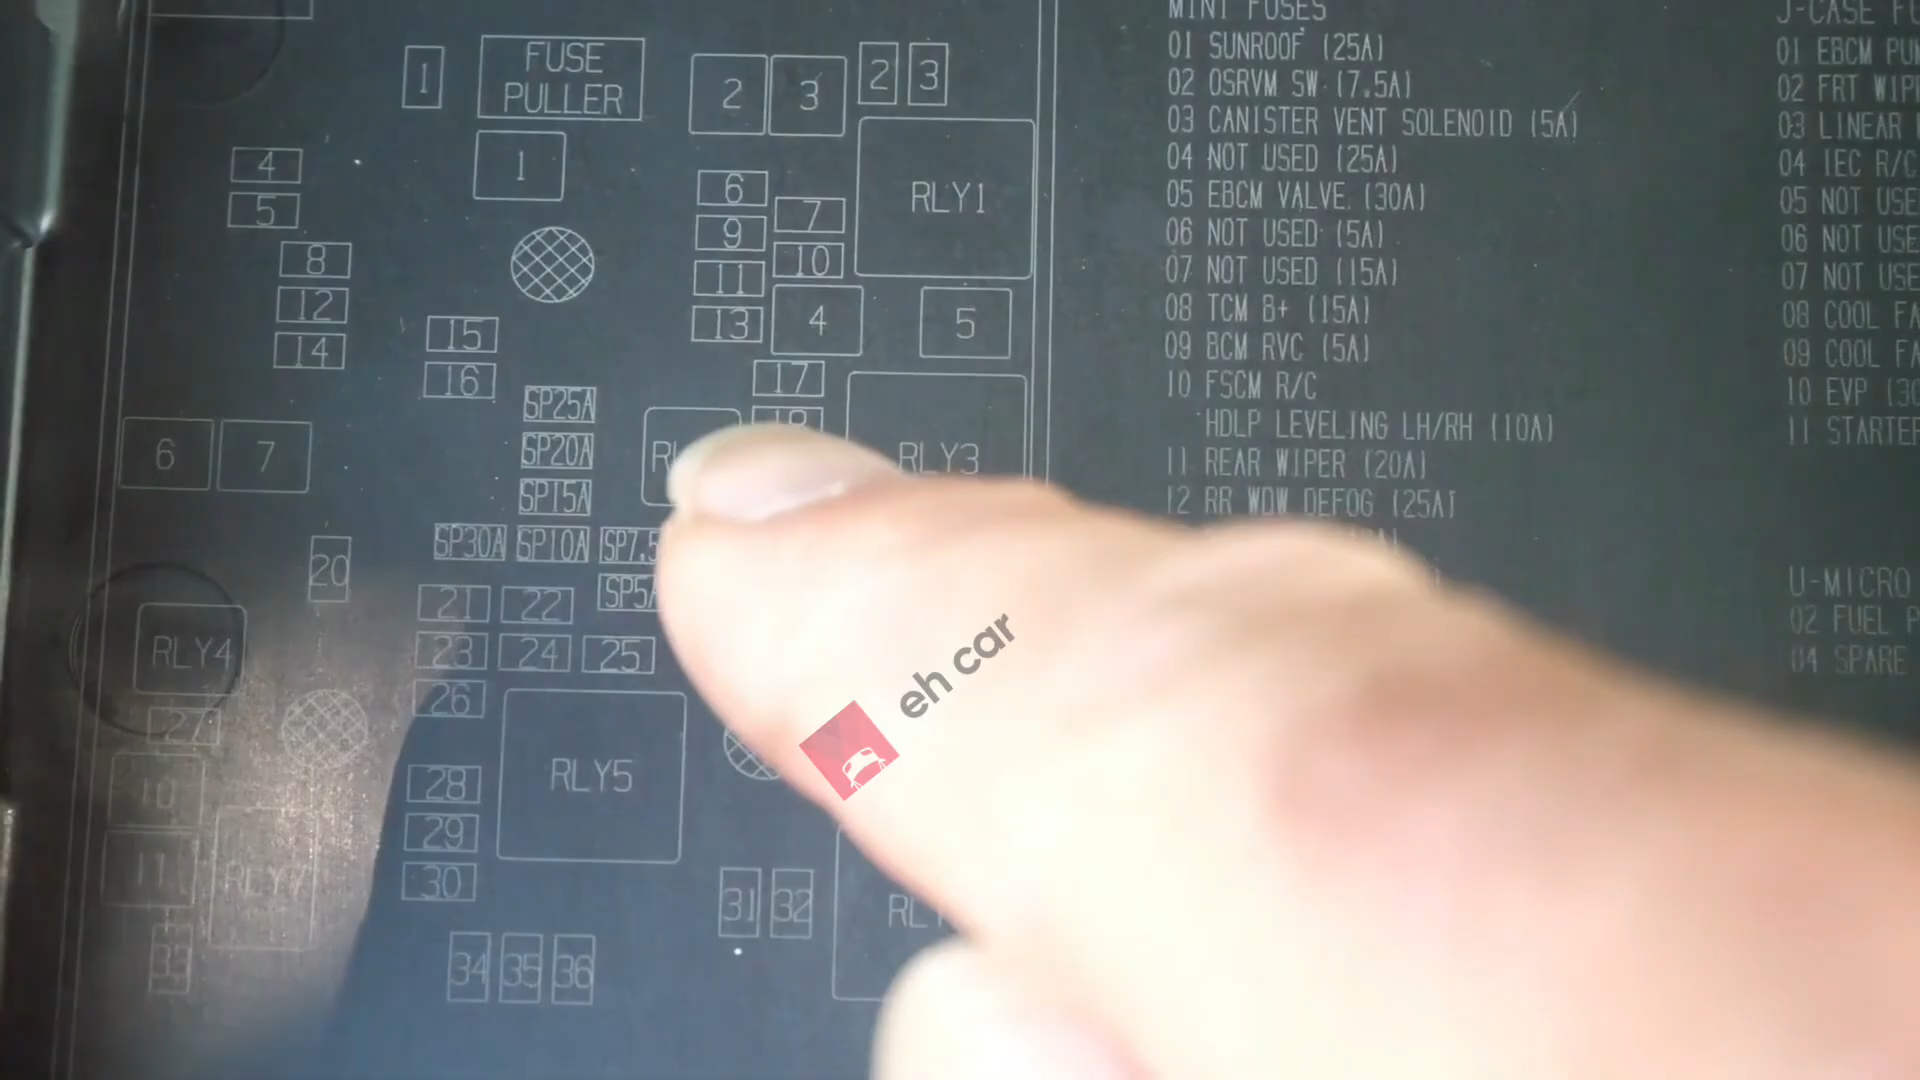 1
FUSE
PULLER
2
3
2
3
4
5
1
6
7
9
10
11
13
RLY1
8
12
14
15
16
4
5
17
SP25A
SP20A
SP15A
6
7
RLY3
SP30A
SP10A
SP7.5
SP5A
20
21
22
23
24
25
26
RLY4
27
10
11
RLY7
33
28
29
30
RLY5
31
32
34
35
36
MINI FUSES
01 SUNROOF (25A)
02 OSRVM SW (7.5A)
03 CANISTER VENT SOLENOID (5A)
04 NOT USED (25A)
05 EBCM VALVE (30A)
06 NOT USED (5A)
07 NOT USED (15A)
08 TCM B+ (15A)
09 BCM RVC (5A)
10 FSCM R/C
HDLP LEVELING LH/RH (10A)
11 REAR WIPER (20A)
12 RR WDW DEFOG (25A)
J-CASE
01 EBCM
02 FRT
03 LINEAR
04 IEC R/C
05 NOT
06 NOT
07 NOT
08 COOL
09 COOL
10 EVP
11
U-MICRO
02 FUEL
04 SPARE
eh car